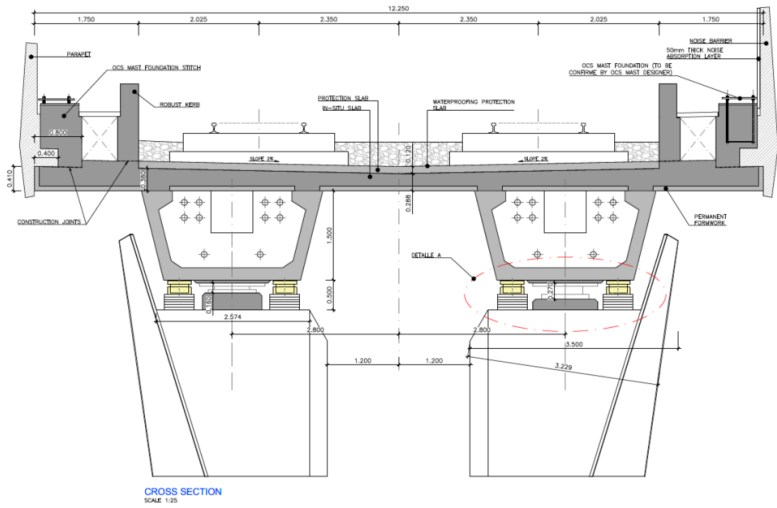 12.250
1.750
2.025
2.350
2.350
2.025
1.750
PARAPET
OCS MAST FOUNDATION STITCH
ROBUST KERB
PROTECTION SLAB
IN-SITU SLAB
WATERPROOFING PROTECTION
SLAB
NOISE BARRIER
50mm THICK NOISE
ABSORPTION LAYER
OCS MAST FOUNDATION (TO BE
CONFIRME BY OCS MAST DESIGNER)
0.400
0.410
SLOPE 2%
SLOPE 2%
0.120
0.288
CONSTRUCTION JOINTS
PERMANENT
FORMWORK
1.500
0.500
DETALLE A
0.270
2.574
2.800
2.800
3.500
1.200
1.200
3.229
CROSS SECTION
SCALE 1:25